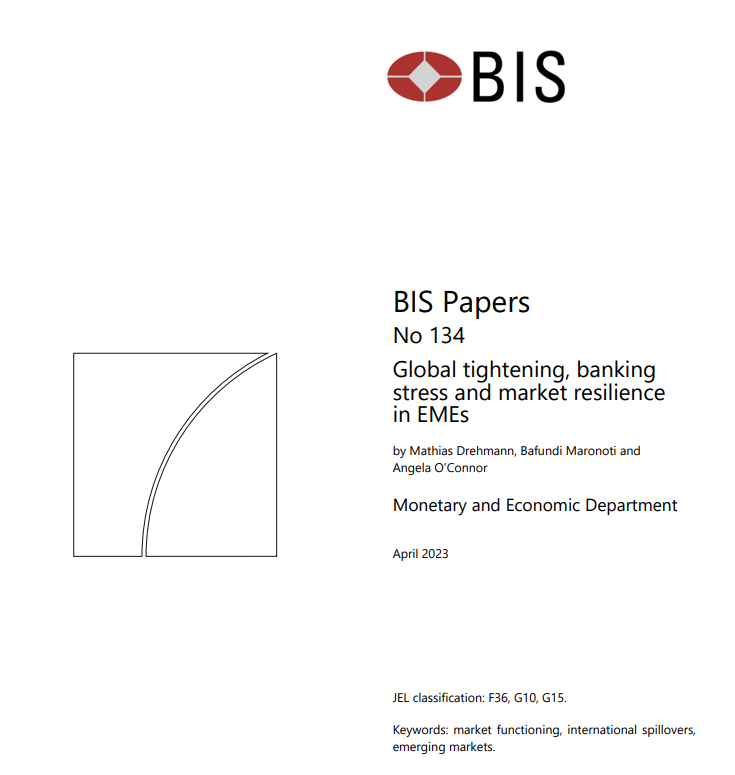 BIS
BIS Papers
No 134
Global tightening, banking
stress and market resilience
in EMEs
by Mathias Drehmann, Bafundi Maronoti and
Angela O’Connor
Monetary and Economic Department
April 2023
JEL classification: F36, G10, G15.
Keywords: market functioning, international spillovers,
emerging markets.